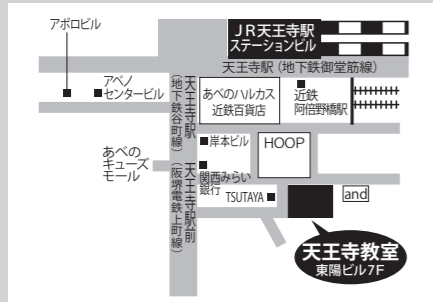 アポロビル
JR天王寺駅
ステーションビル
天王寺駅(地下鉄御堂筋線)
アベノ
センタービル
天王寺駅
(地下鉄谷町線)
あべのハルカス
近鉄百貨店
近鉄
阿倍野橋駅
岸本ビル
HOOP
あべの
キューズ
モール
天王寺駅前
(阪堺電鉄上町線)
関西みらい
銀行
TSUTAYA
and
天王寺教室
東陽ビル7F